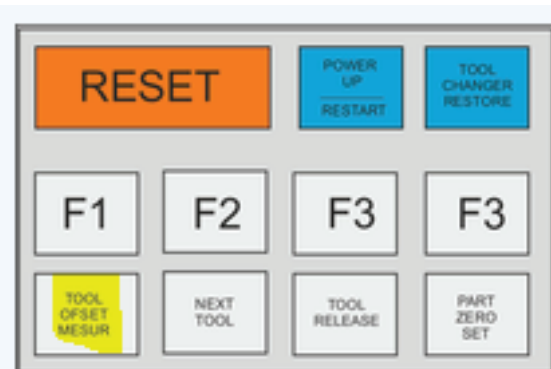 RESET
POWER
UP
RESTART
TOOL
CHANGER
RESTORE
F1
F2
F3
F3
TOOL
OFSET
MESUR
NEXT
TOOL
TOOL
RELEASE
PART
ZERO
SET